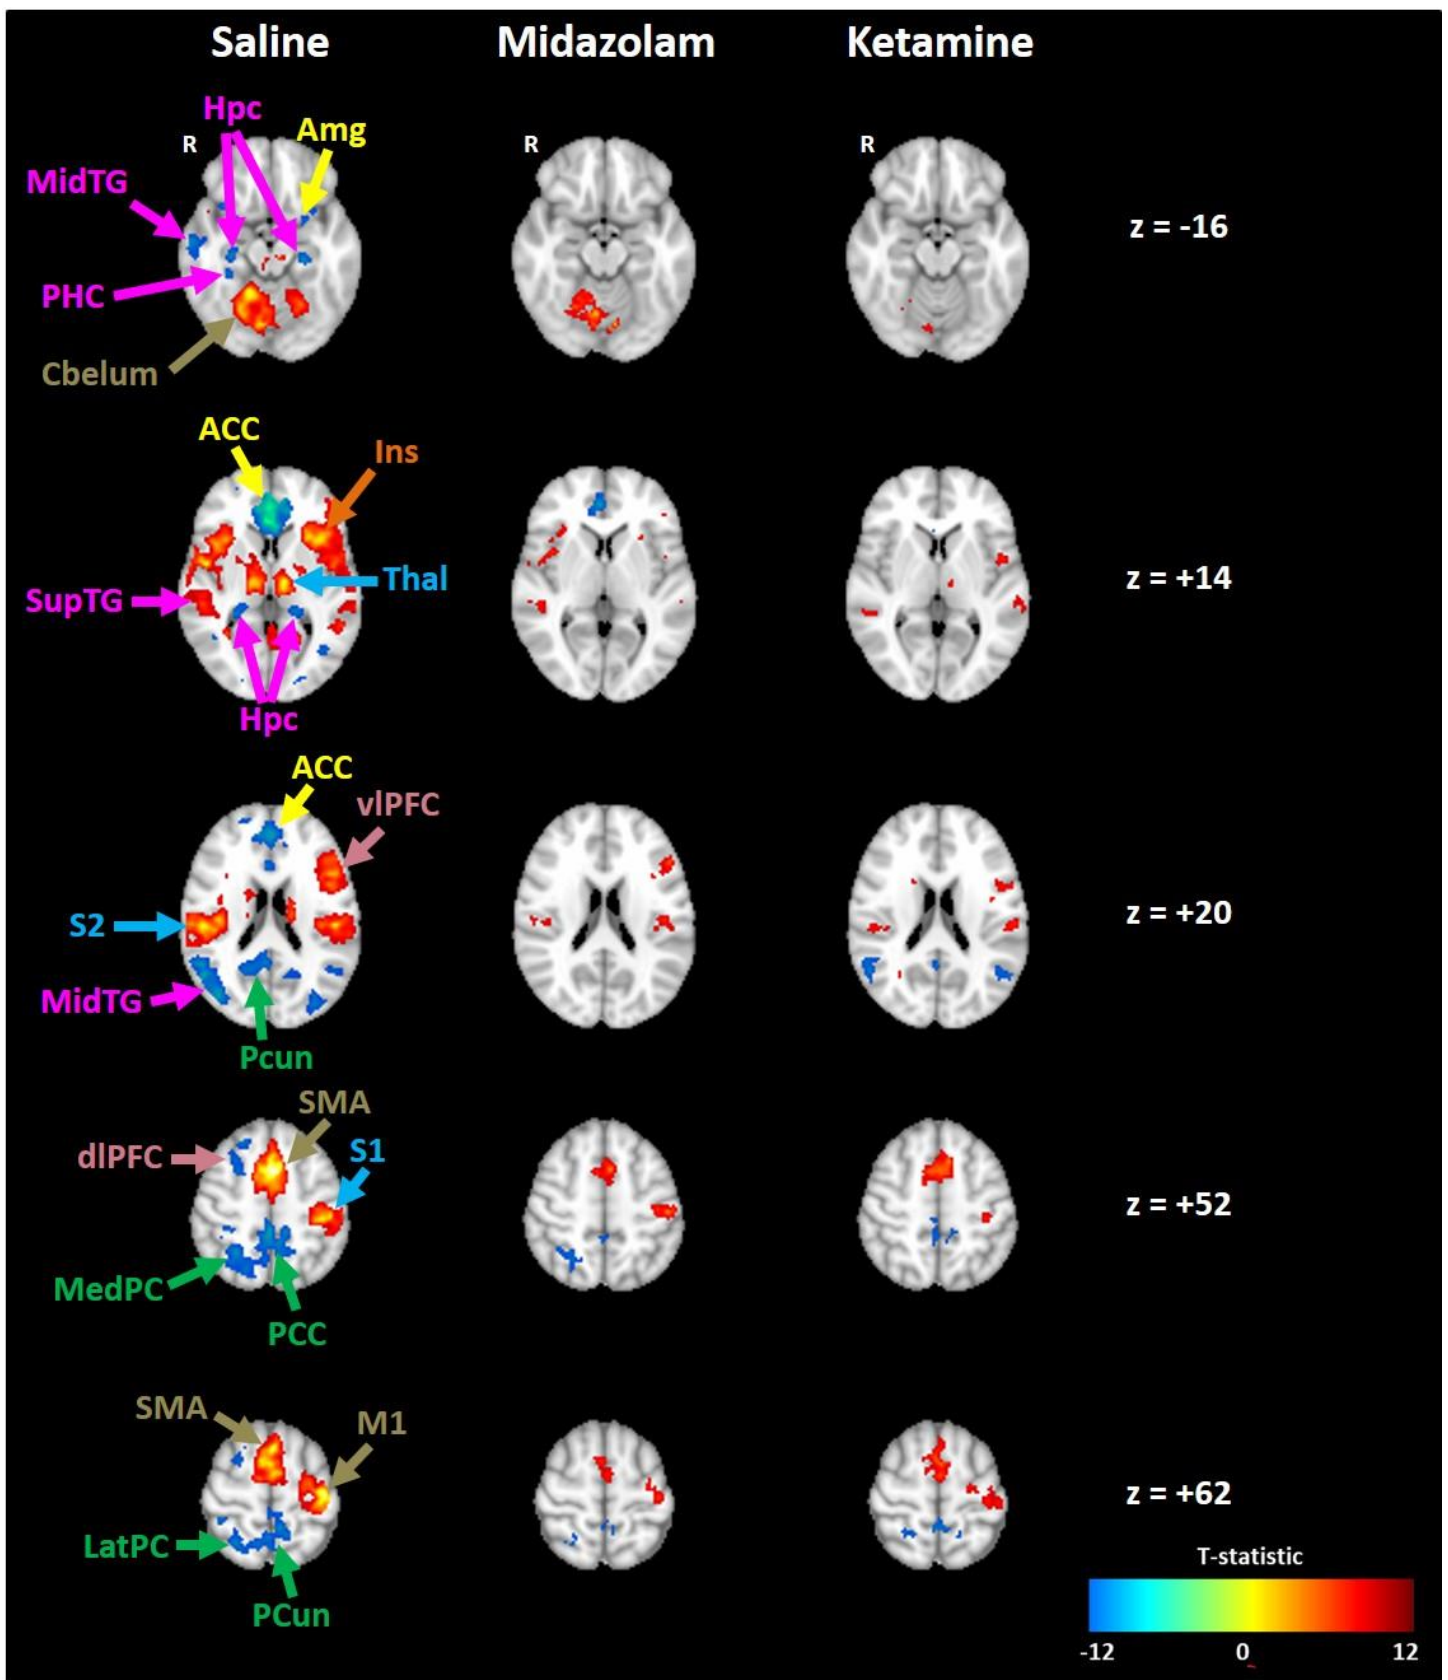 Saline Midazolam Ketamine
Hpc
Amg
R R R
MidTG
z = -16
PHC
Cbelum
ACC
Ins
Thal
z = +14
SupTG
Hpc
ACC
vlPFC
S2
z = +20
MidTG
Pcun
SMA
dlPFC
S1
z = +52
MedPC
PCC
SMA
M1
z = +62
LatPC
T-statistic
PCun
-12 0 12